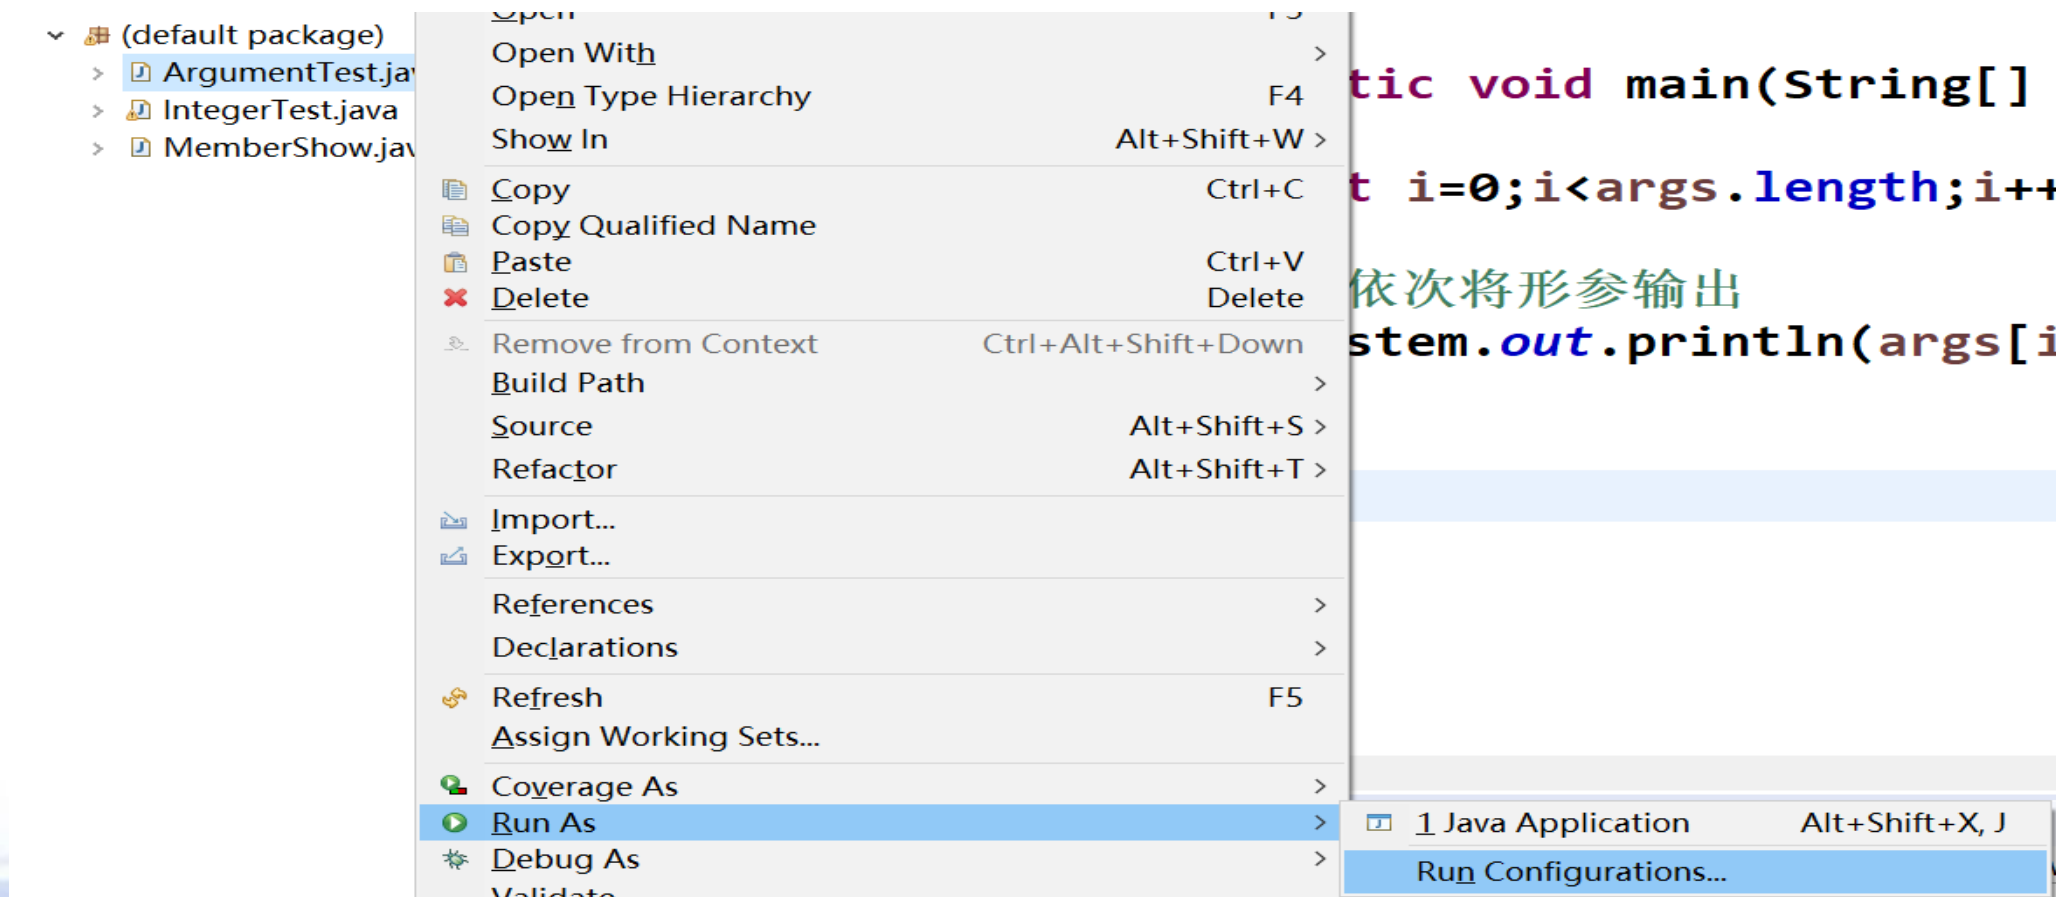 (default package)
ArgumentTest.jav
IntegerTest.java
MemberShow.jav
Open F3
Open With
Open Type Hierarchy F4
Show In Alt+Shift+W
Copy Ctrl+C
Copy Qualified Name
Paste Ctrl+V
Delete Delete
Remove from Context Ctrl+Alt+Shift+Down
Build Path
Source Alt+Shift+S
Refactor Alt+Shift+T
Import...
Export...
References
Declarations
Refresh F5
Assign Working Sets...
Coverage As
Run As
Debug As
Validate
1 Java Application Alt+Shift+X, J
Run Configurations...
tic void main(String[]
t i=0;i<args.length;i++
依次将形参输出
stem.out.println(args[i